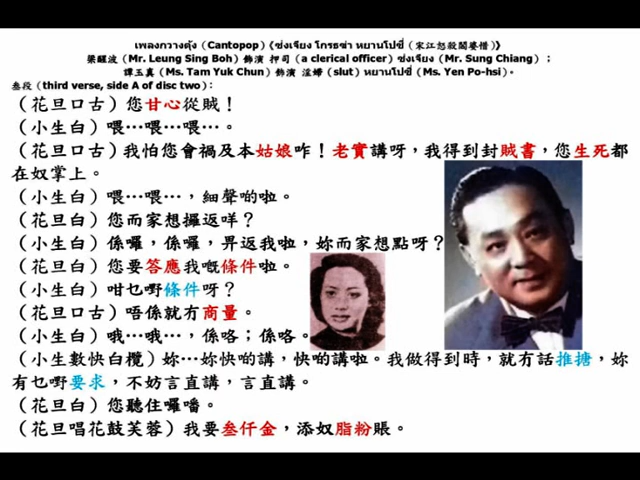 เพลงกวางตุ้ง (Cantopop)《ซ่งเจียง โกรธฆ่า หยานโปซี่ (宋江怒殺閻婆惜)》
梁醒波 (Mr. Leung Sing Boh) 飾演 押司 (a clerical officer) ซ่งเจียง (Mr. Sung Chiang)；
譚玉真 (Ms. Tam Yuk Chun) 飾演 淫婦 (slut) หยานโปซี่ (Ms. Yen Po-hsi)。
叁段 (third verse, side A of disc two)：
（花旦口古）您甘心從賊！
（小生白）喂…喂…喂…。
（花旦口古）我怕您會禍及本姑娘咋！老實講呀，我得到封賊書，您生死都
在奴掌上。
（小生白）喂…喂…，細聲啲啦。
（花旦白）您而家想攞返咩？
（小生白）係囉，係囉，畀返我啦，妳而家想點呀？
（花旦白）您要答應我嘅條件啦。
（小生白）咁乜嘢條件呀？
（花旦口古）唔係就冇商量。
（小生白）哦…哦…，係咯；係咯。
（小生數快白欖）妳…妳快啲講，快啲講啦。我做得到時，就冇話推搪，妳
有乜嘢要求，不妨言直講，言直講。
（花旦白）您聽住囉噃。
（花旦唱花鼓芙蓉）我要叁仟金，添奴脂粉賬。